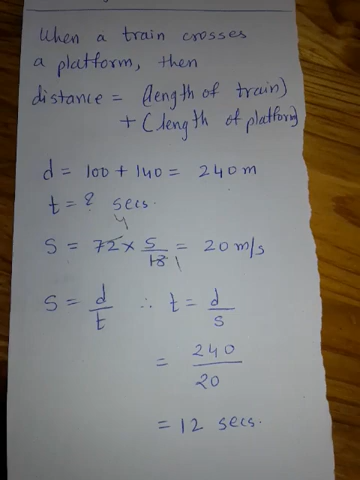 When a train crosses
a platform, then
distance = (length of train)
+ (length of platform)
d = 100 + 140 = 240 m
t = ? secs.
4
S = 72 × 5/18 = 20 m/s
1
S = d/t ∴ t = d/s
= 240/20
= 12 secs.